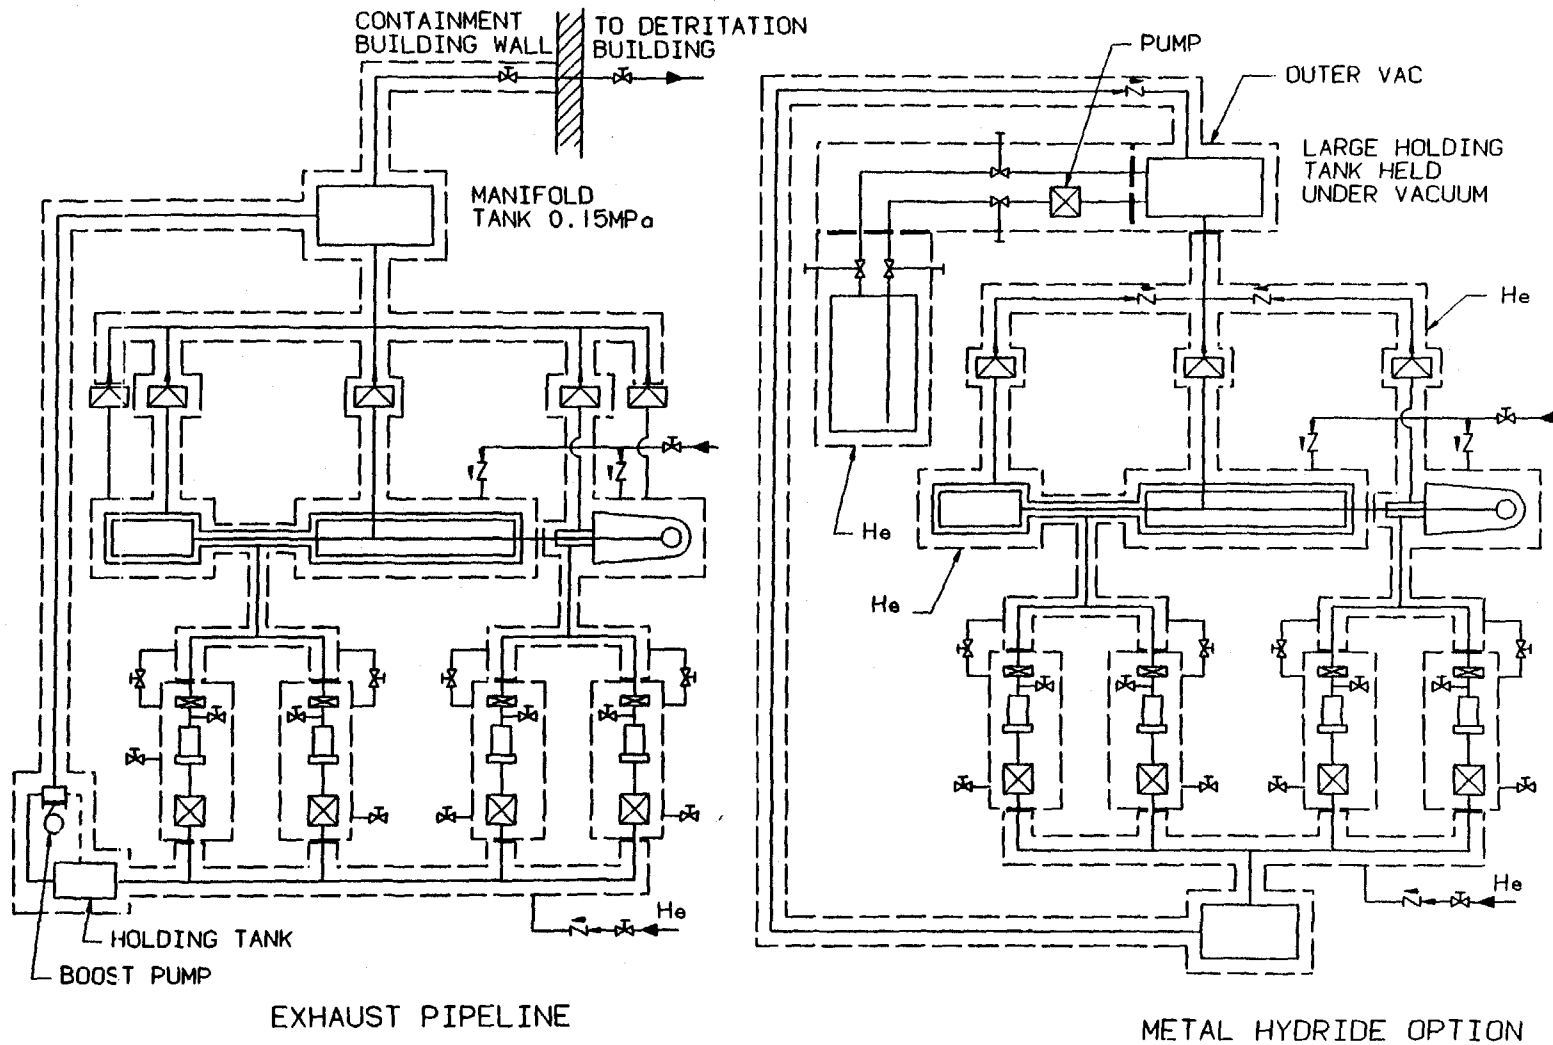 CONTAINMENT
BUILDING WALL
TO DETRITATION
BUILDING
MANIFOLD
TANK 0.15MPa
He
HOLDING TANK
BOOST PUMP
EXHAUST PIPELINE
PUMP
OUTER VAC
LARGE HOLDING
TANK HELD
UNDER VACUUM
He
He
He
He
METAL HYDRIDE OPTION